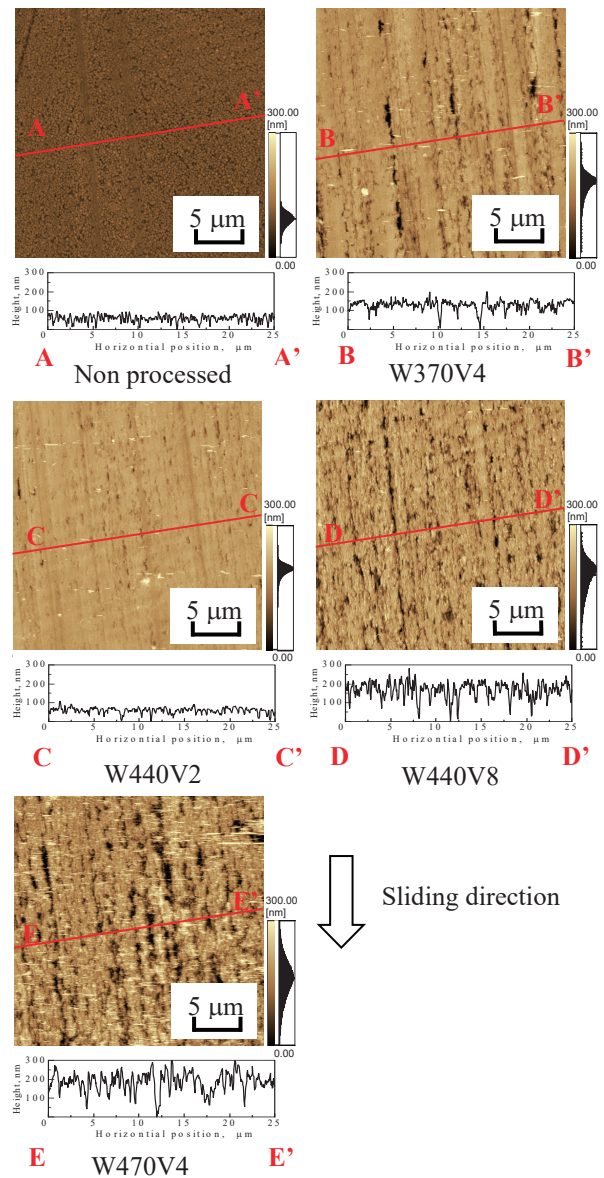 A
A'
300.00
[nm]
0.00
5 µm
Height, nm
300
200
100
0 5 10 15 20 25
Horizontial position, µm
A A'
Non processed
B
B'
300.00
[nm]
0.00
5 µm
Height, nm
300
200
100
0 5 10 15 20 25
Horizontial position, µm
B B'
W370V4
C
C
300.00
[nm]
0.00
5 µm
Height, nm
300
200
100
0 5 10 15 20 25
Horizontial position, µm
C C'
W440V2
D
D'
300.00
[nm]
0.00
5 µm
Height, nm
300
200
100
0 5 10 15 20 25
Horizontial position, µm
D D'
W440V8
E
E'
300.00
[nm]
0.00
5 µm
Height, nm
300
200
100
0 5 10 15 20 25
Horizontial position, µm
E E'
W470V4
Sliding direction